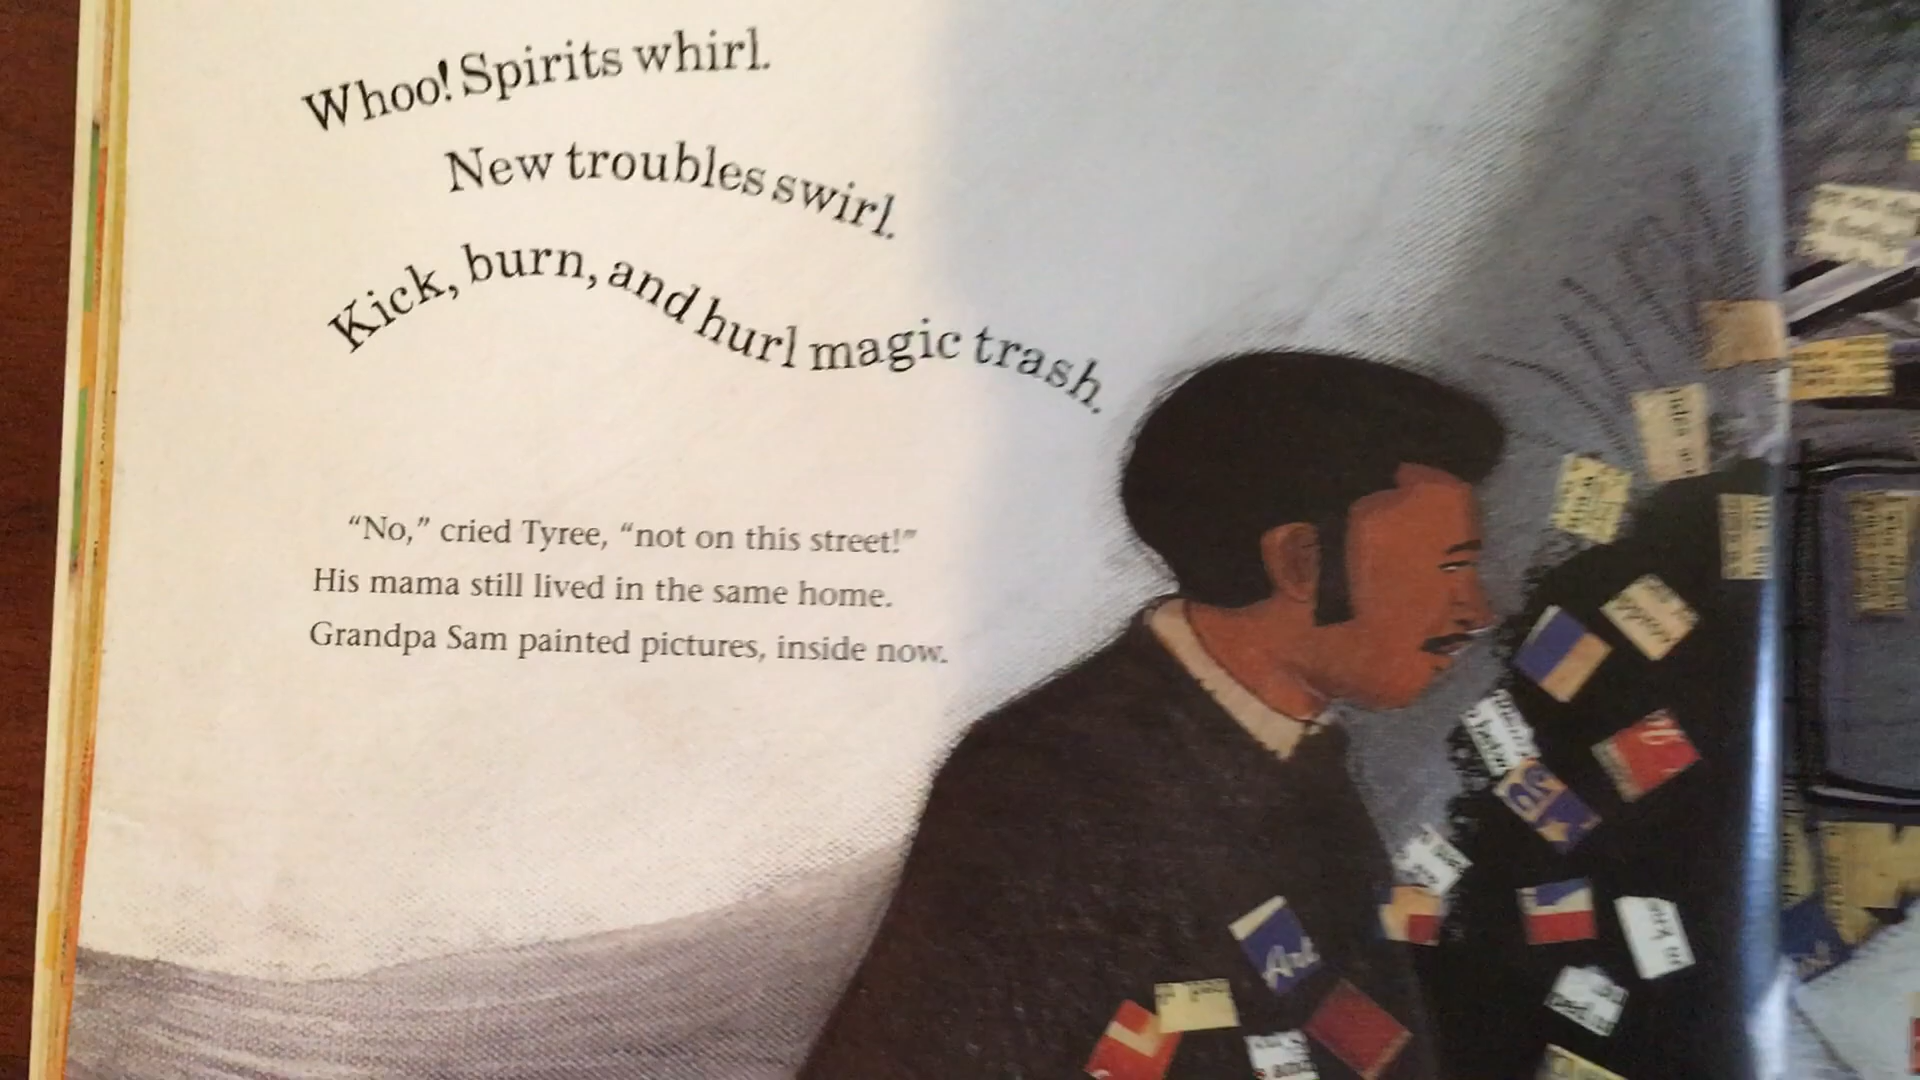 Whoo! Spirits whirl.
New troubles swirl.
Kick, burn, and hurl magic trash.
“No,” cried Tyree, “not on this street!”
His mama still lived in the same home.
Grandpa Sam painted pictures, inside now.
Art